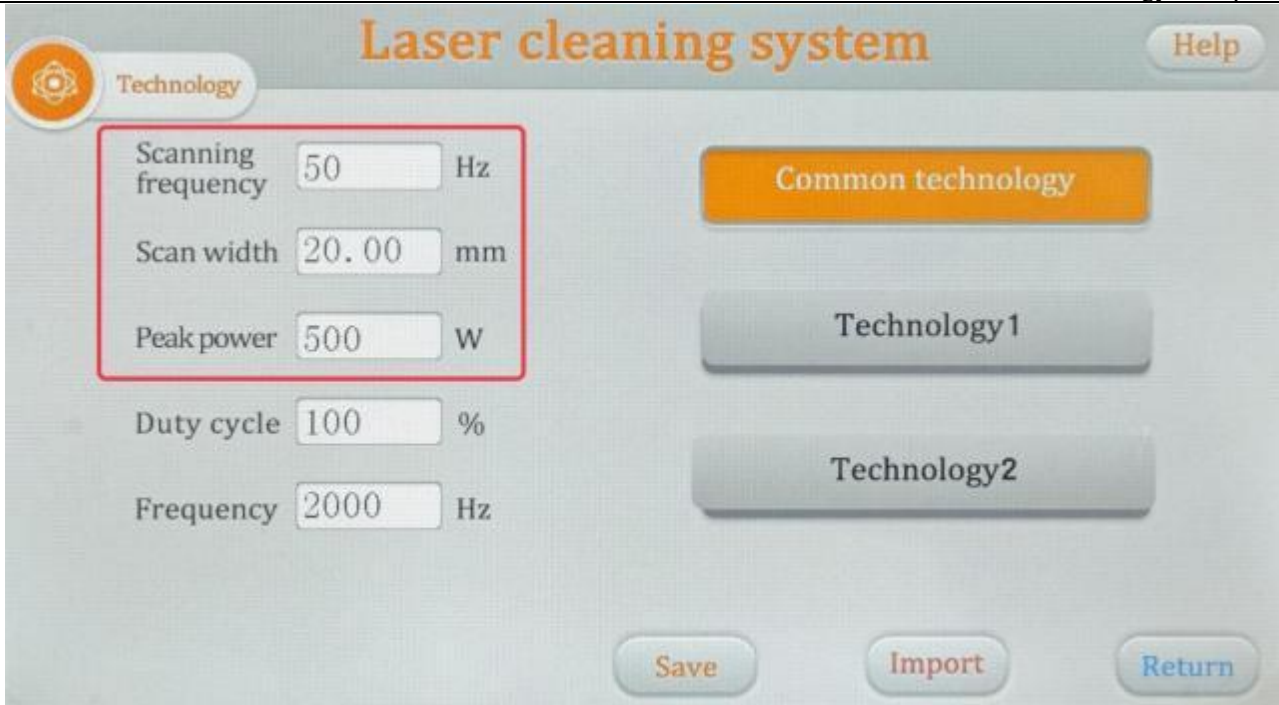 Laser cleaning system
Help
Technology
Scanning frequency 50 Hz
Scan width 20.00 mm
Peak power 500 W
Duty cycle 100 %
Frequency 2000 Hz
Common technology
Technology1
Technology2
Save
Import
Return